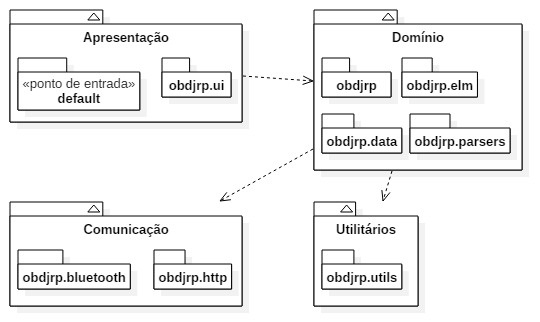 Apresentação
«ponto de entrada»
default
obdjrp.ui
Domínio
obdjrp
obdjrp.elm
obdjrp.data
obdjrp.parsers
Comunicação
obdjrp.bluetooth
obdjrp.http
Utilitários
obdjrp.utils